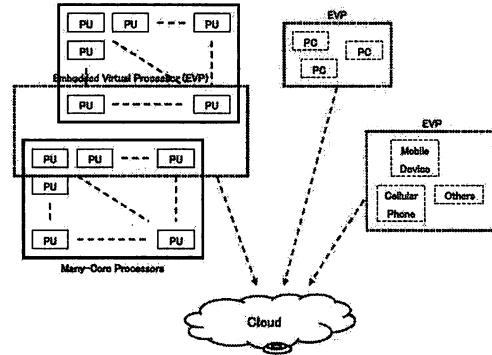 PU PU PU
PU
Embedded Virtual Processor (EVP)
PU PU
PU PU PU
PU
PU PU
Many-Core Processors
EVP
PC
PC
PC
EVP
Mobile
Device
Cellular
Phone
Others
Cloud